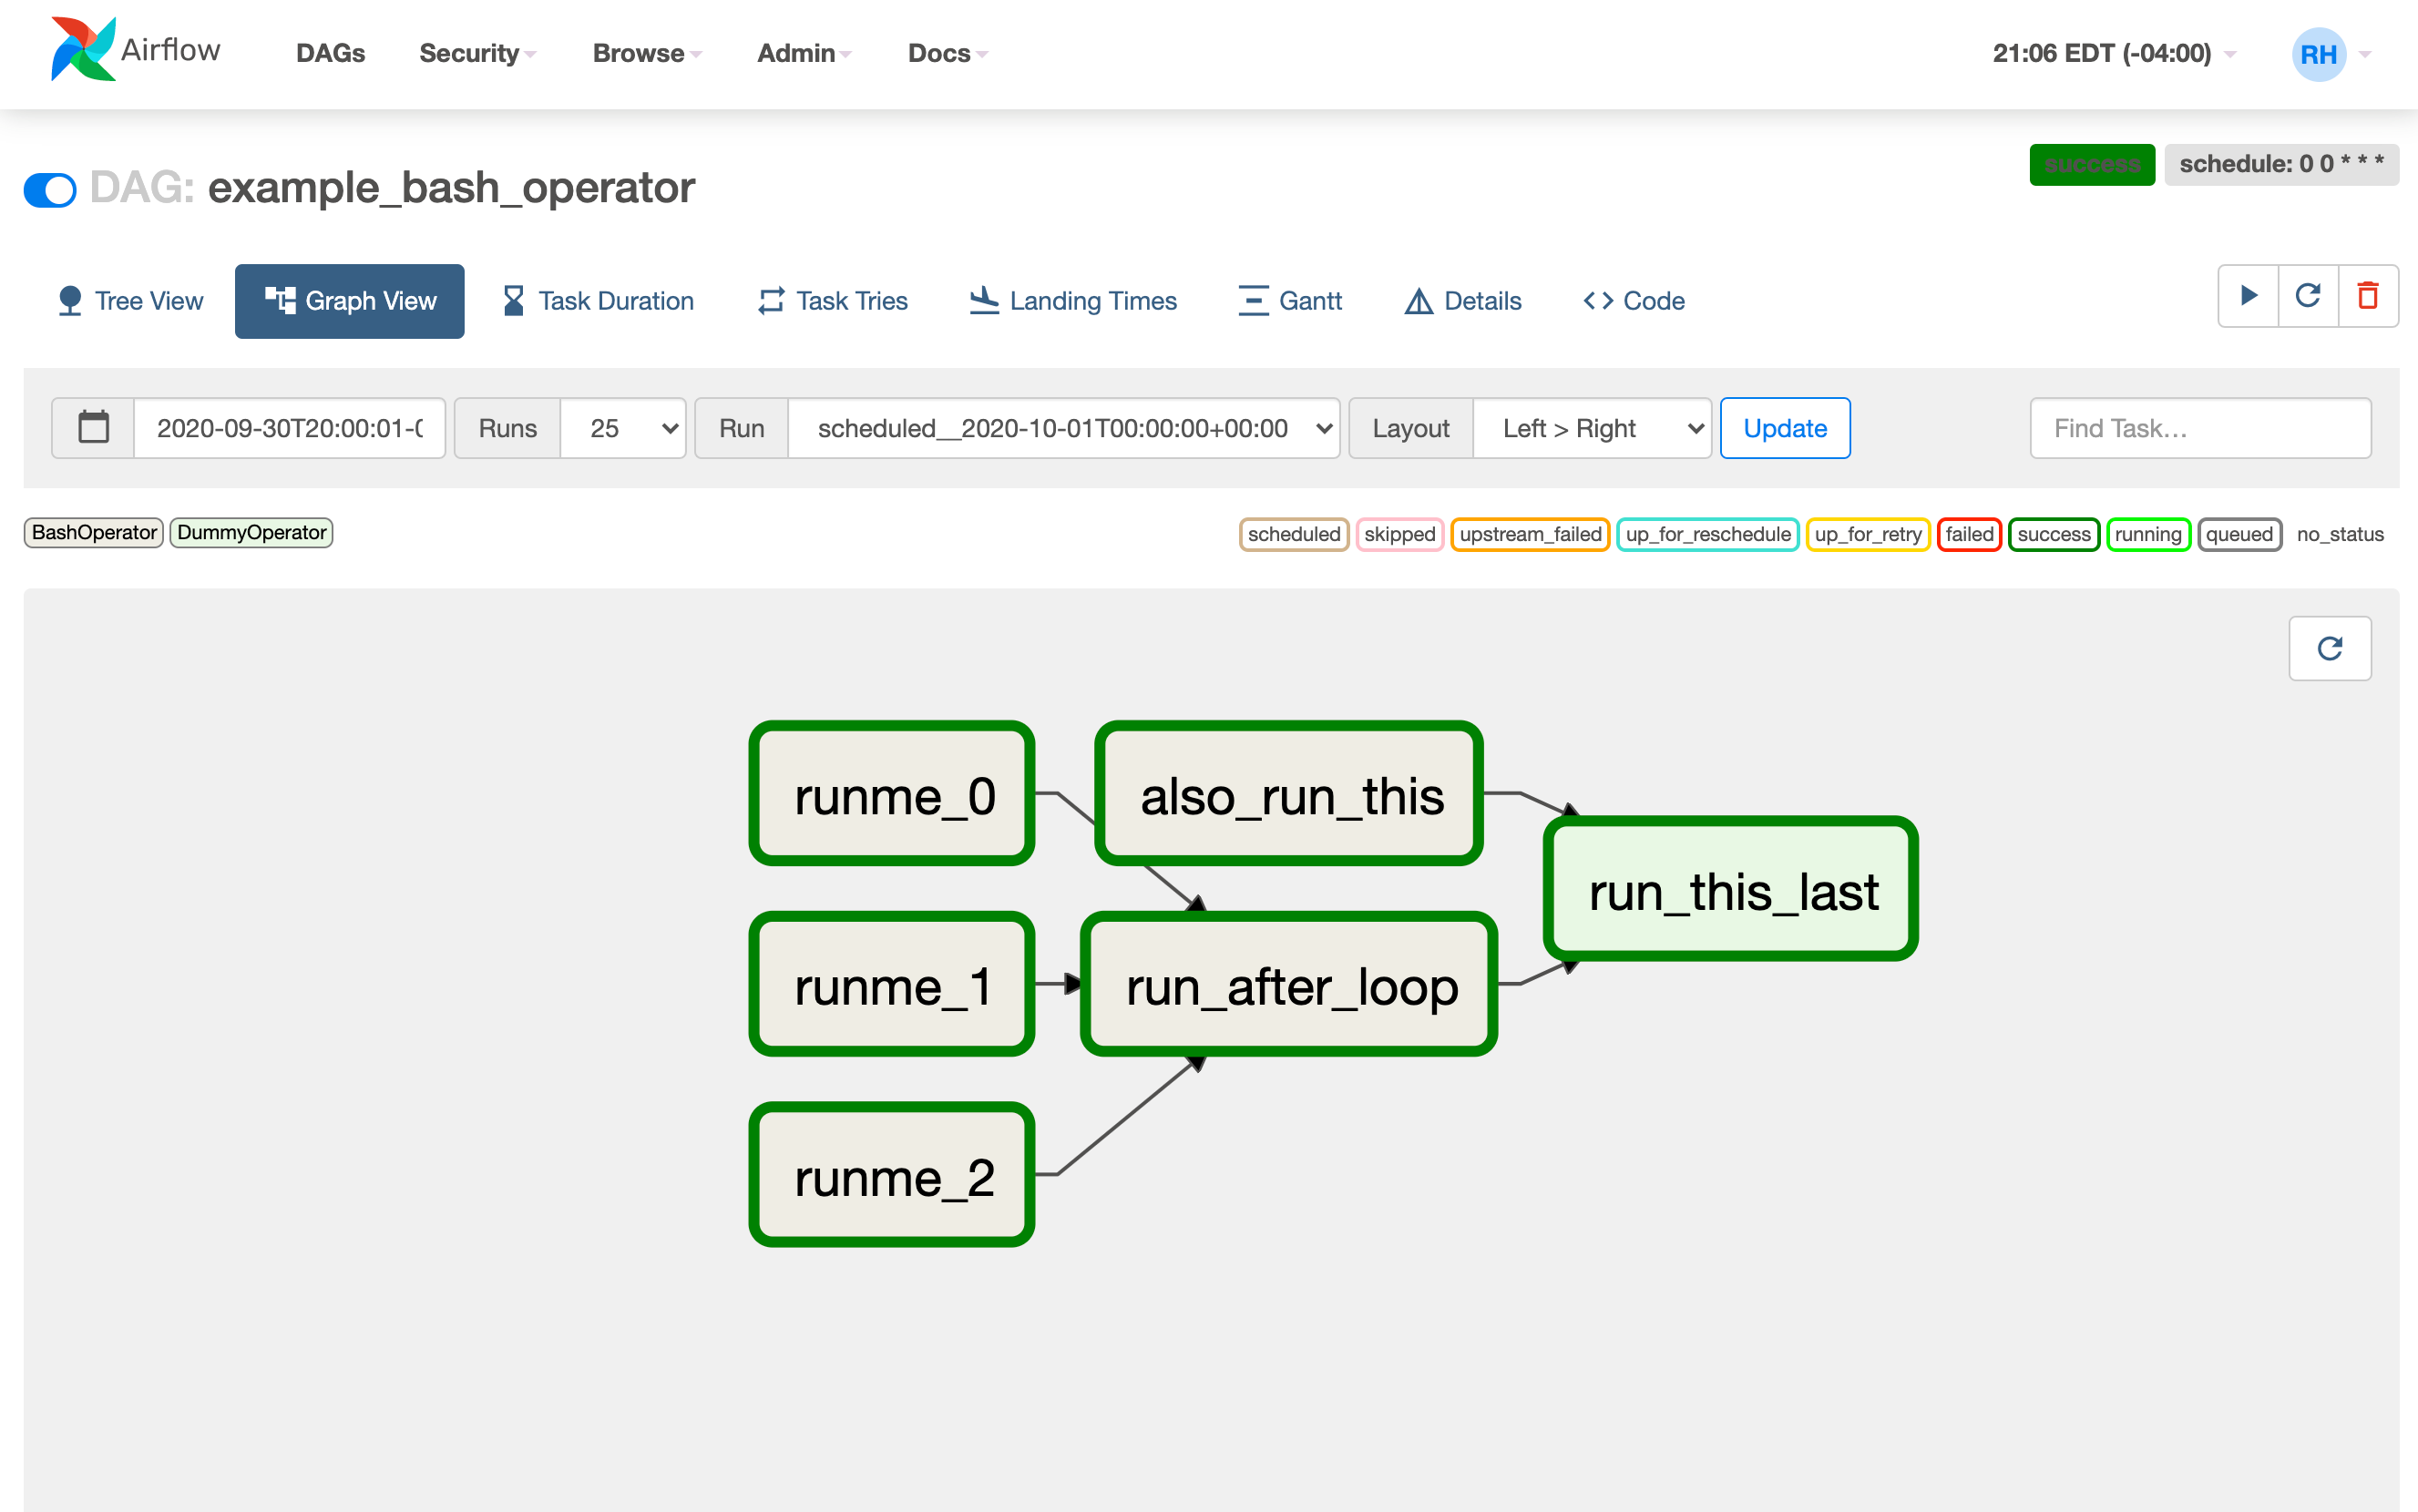 Airflow DAGs Security Browse Admin Docs 21:06 EDT (-04:00) RH
success schedule: 0 0 * * *
DAG: example_bash_operator
Tree View Graph View Task Duration Task Tries Landing Times Gantt Details Code
2020-09-30T20:00:01- Runs 25 Run scheduled__2020-10-01T00:00:00+00:00 Layout Left > Right Update Find Task…
BashOperator DummyOperator scheduled skipped upstream_failed up_for_reschedule up_for_retry failed success running queued no_status
runme_0 also_run_this
run_this_last
runme_1 run_after_loop
runme_2